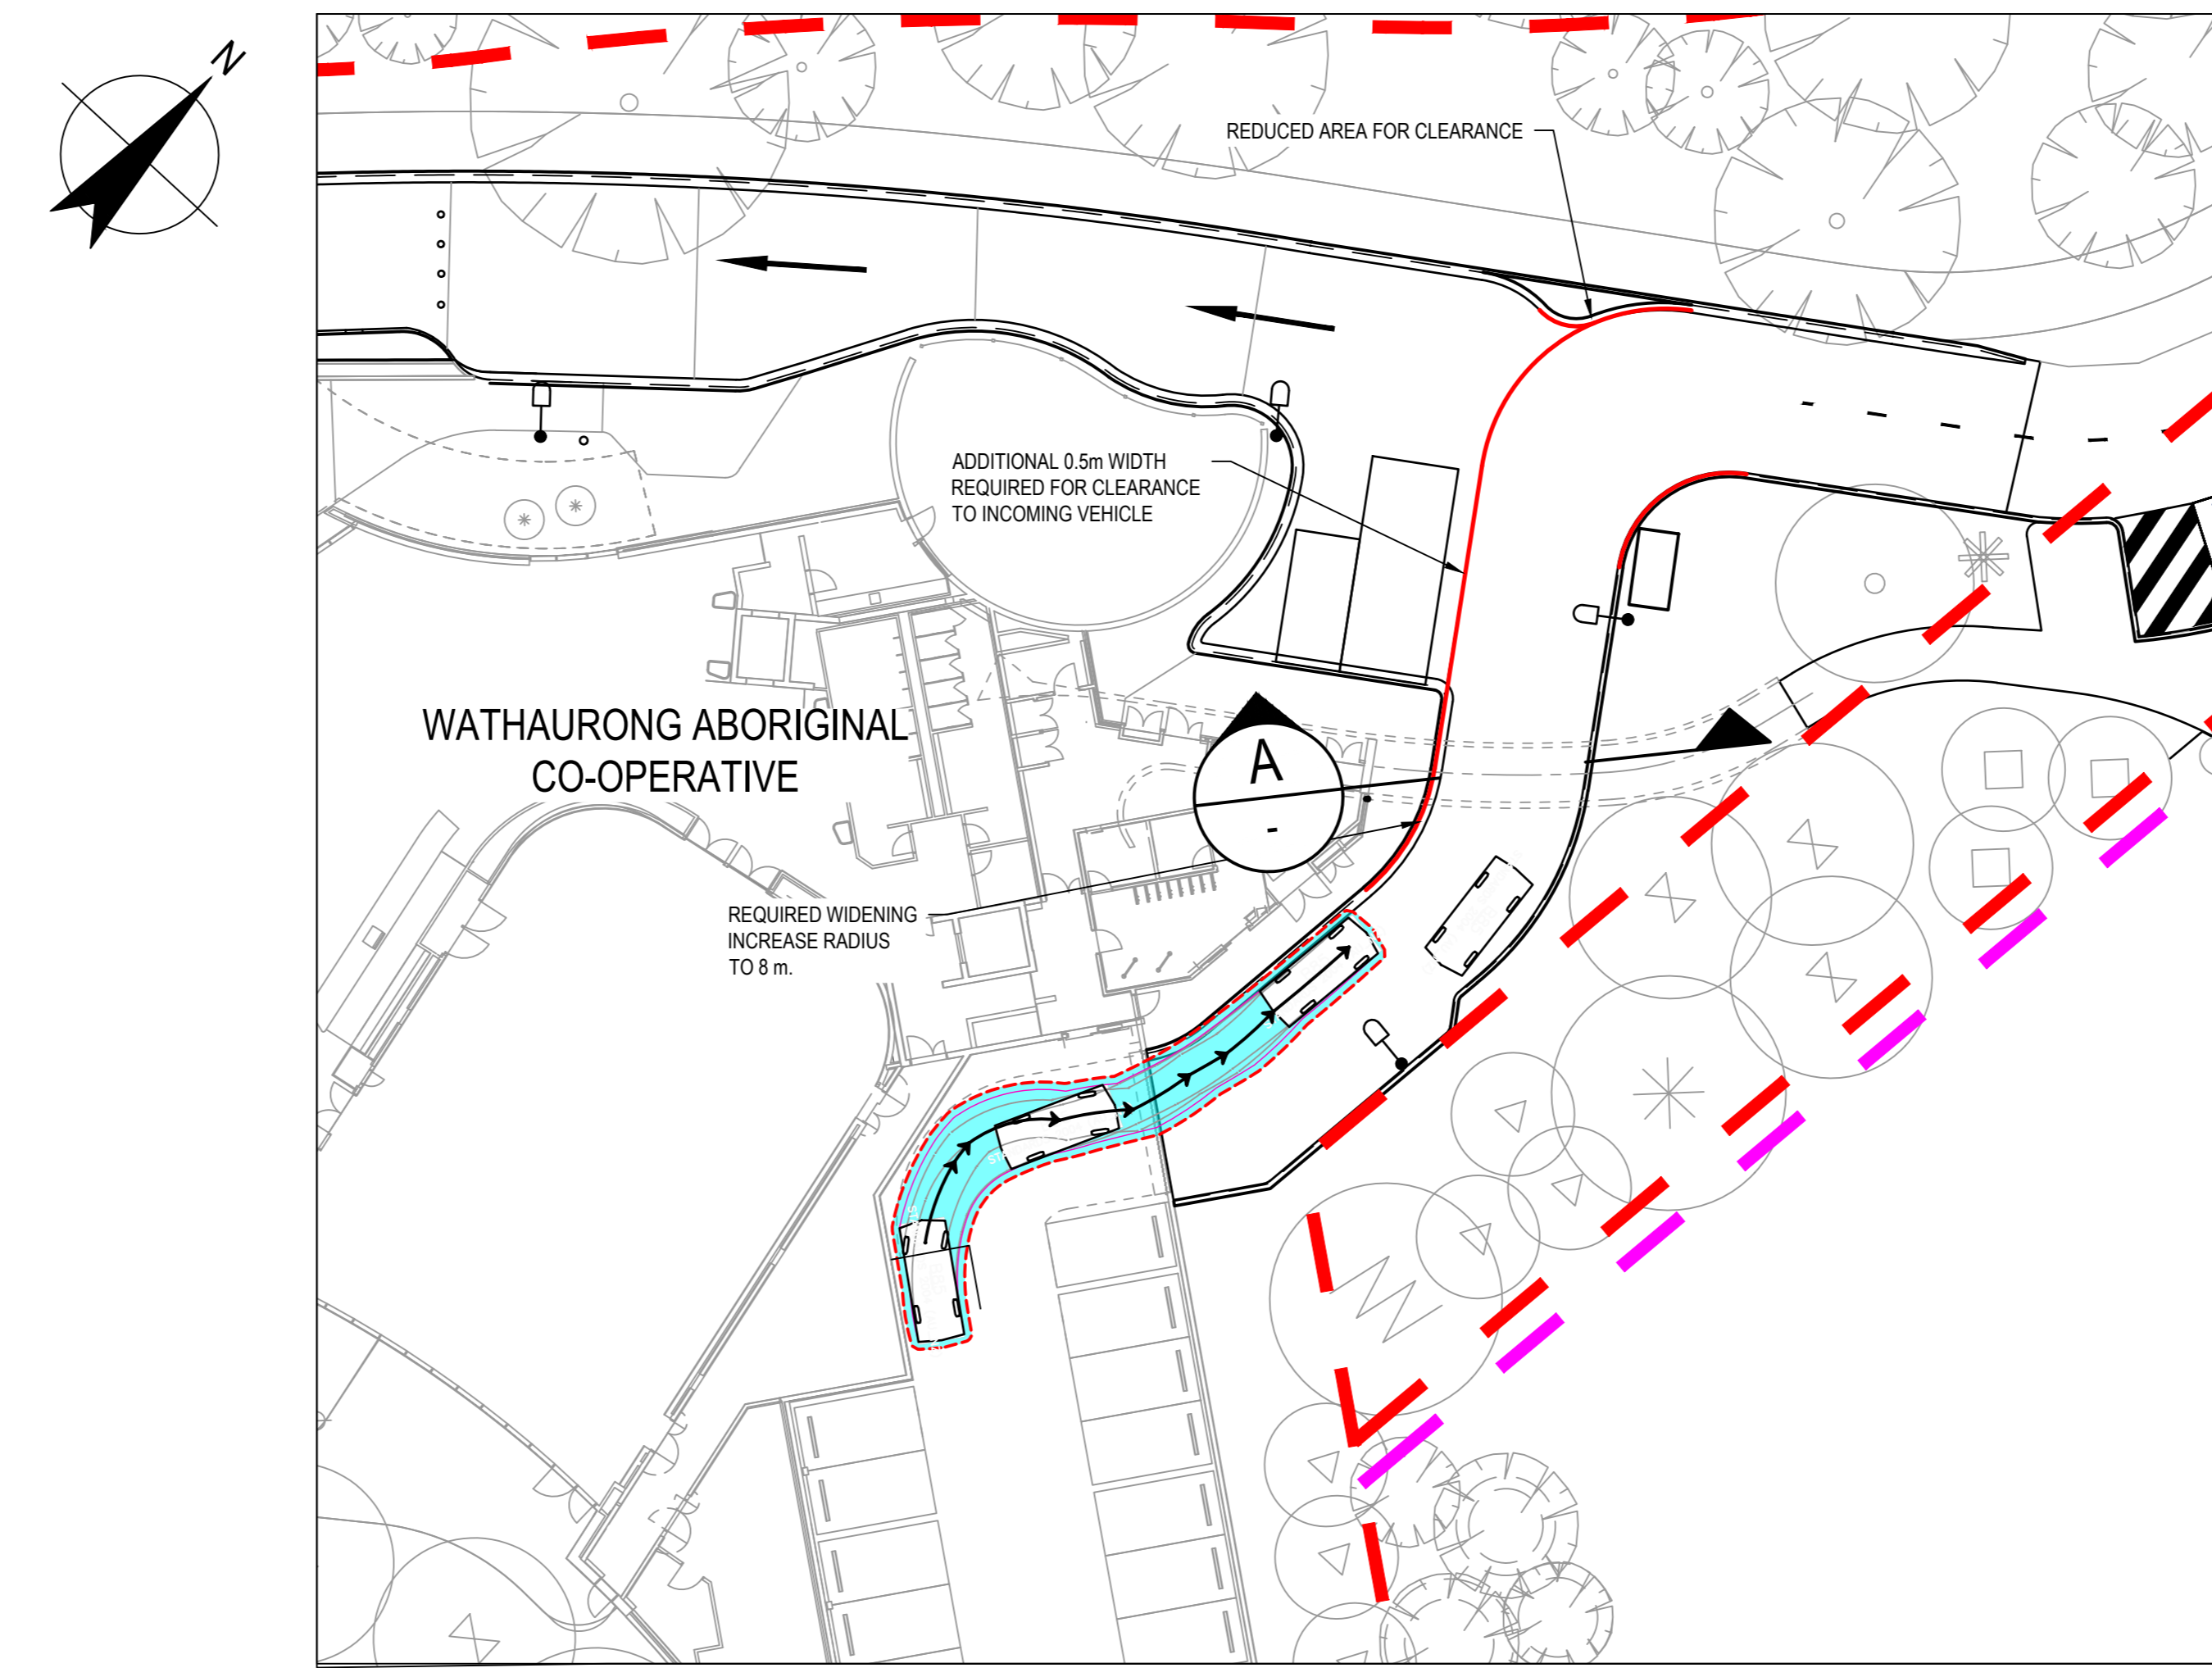 N
REDUCED AREA FOR CLEARANCE
ADDITIONAL 0.5m WIDTH
REQUIRED FOR CLEARANCE
TO INCOMING VEHICLE
WATHAURONG ABORIGINAL
CO-OPERATIVE
A
-
REQUIRED WIDENING
INCREASE RADIUS
TO 8 m.